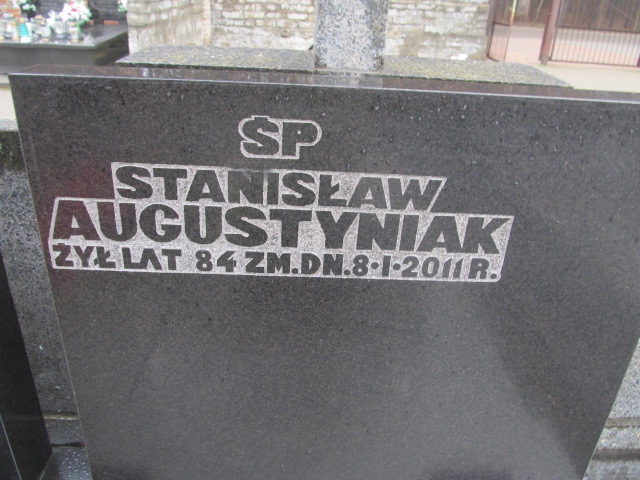 ŚP
STANISŁAW
AUGUSTYNIAK
ŻYŁ LAT 84 ZM. DN. 8·I·2011 R.